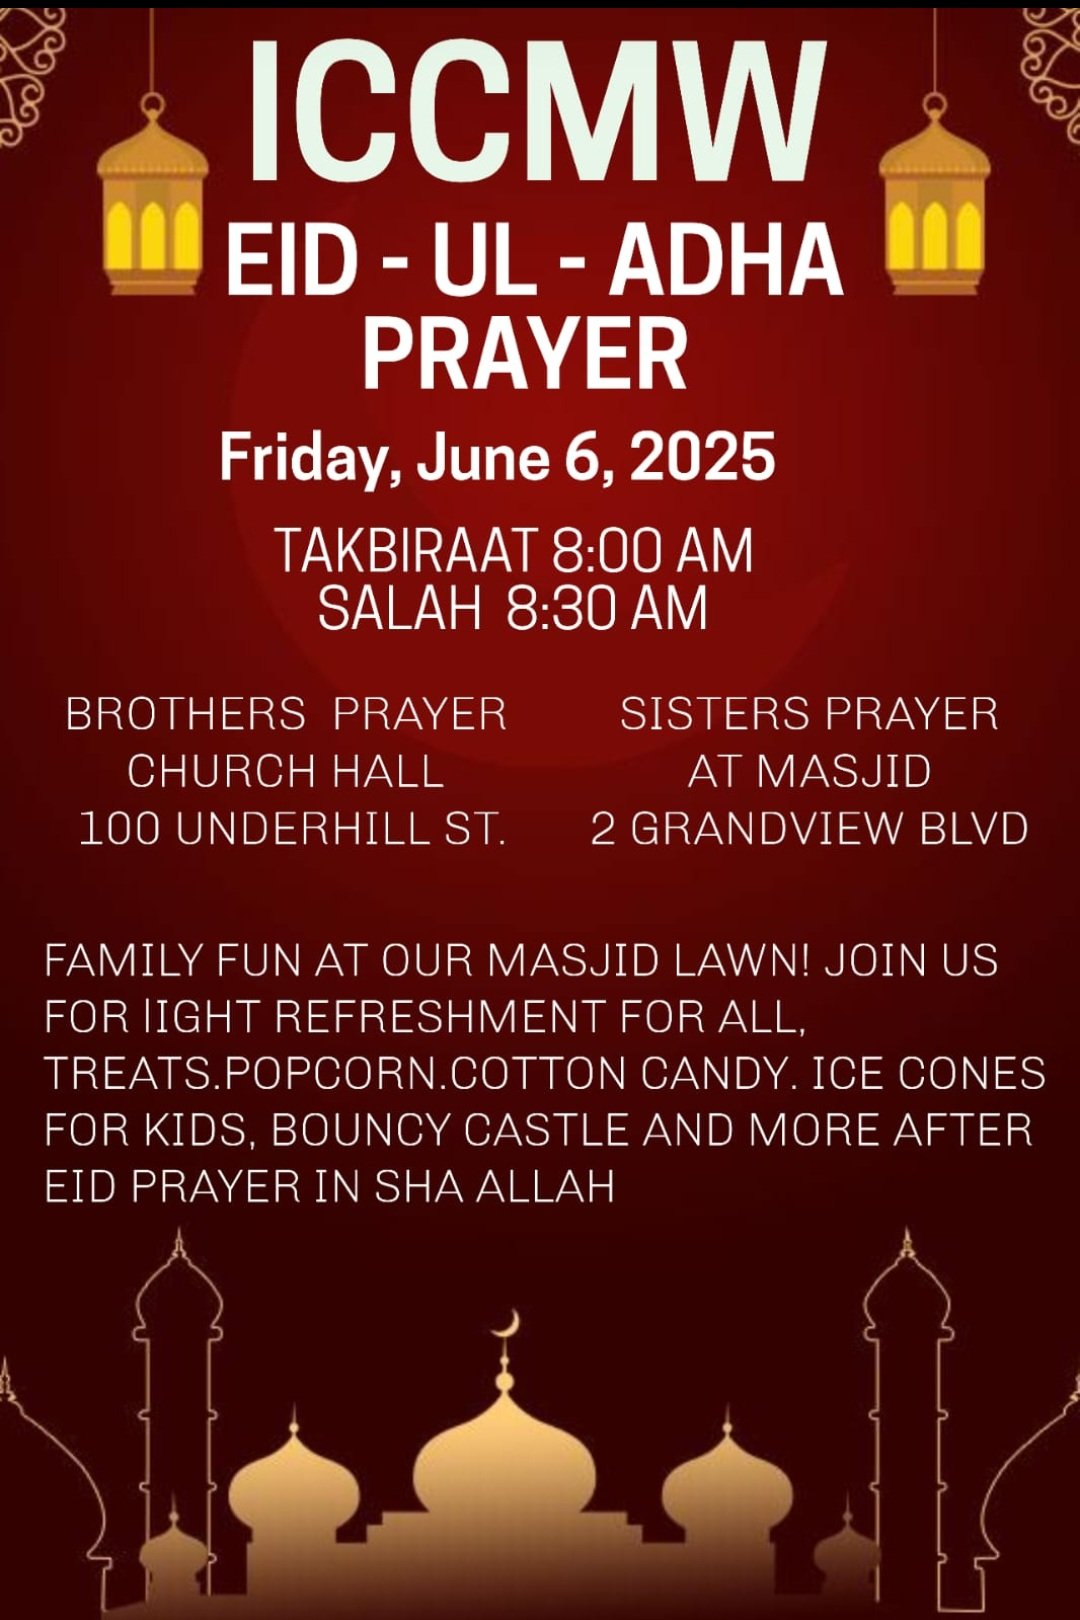 ICCMW
EID - UL - ADHA
PRAYER
Friday, June 6, 2025
TAKBIRAAT 8:00 AM
SALAH 8:30 AM
BROTHERS PRAYER
CHURCH HALL
100 UNDERHILL ST.
SISTERS PRAYER
AT MASJID
2 GRANDVIEW BLVD
FAMILY FUN AT OUR MASJID LAWN! JOIN US
FOR lIGHT REFRESHMENT FOR ALL,
TREATS.POPCORN.COTTON CANDY. ICE CONES
FOR KIDS, BOUNCY CASTLE AND MORE AFTER
EID PRAYER IN SHA ALLAH